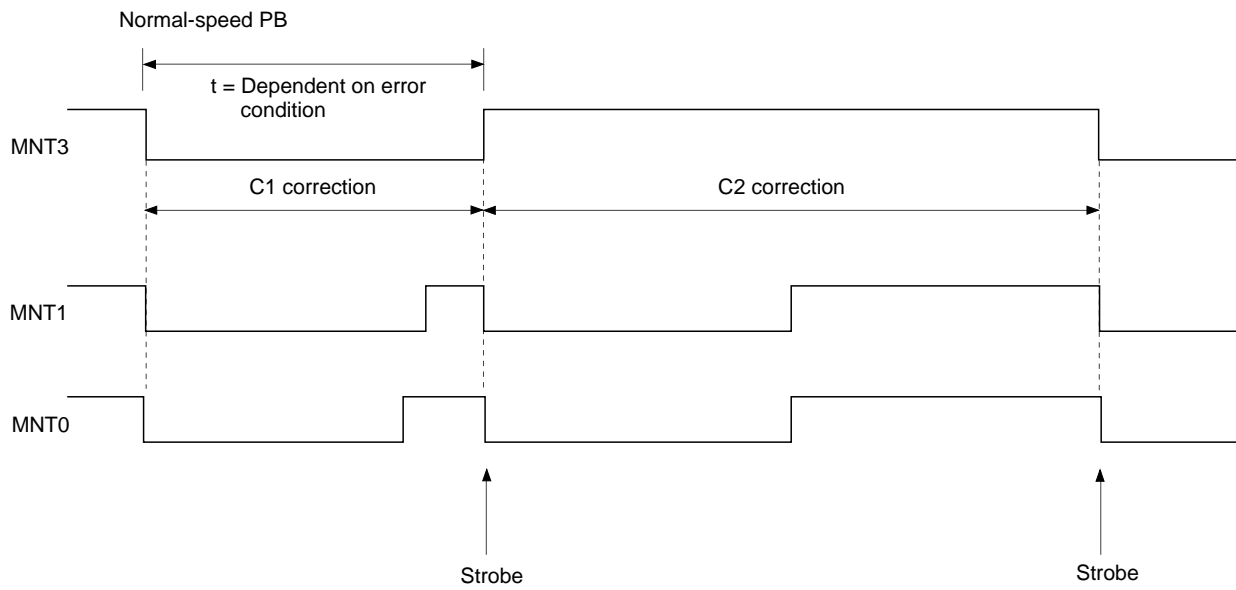 Normal-speed PB
t = Dependent on error
condition
MNT3
C1 correction
C2 correction
MNT1
MNT0
Strobe
Strobe